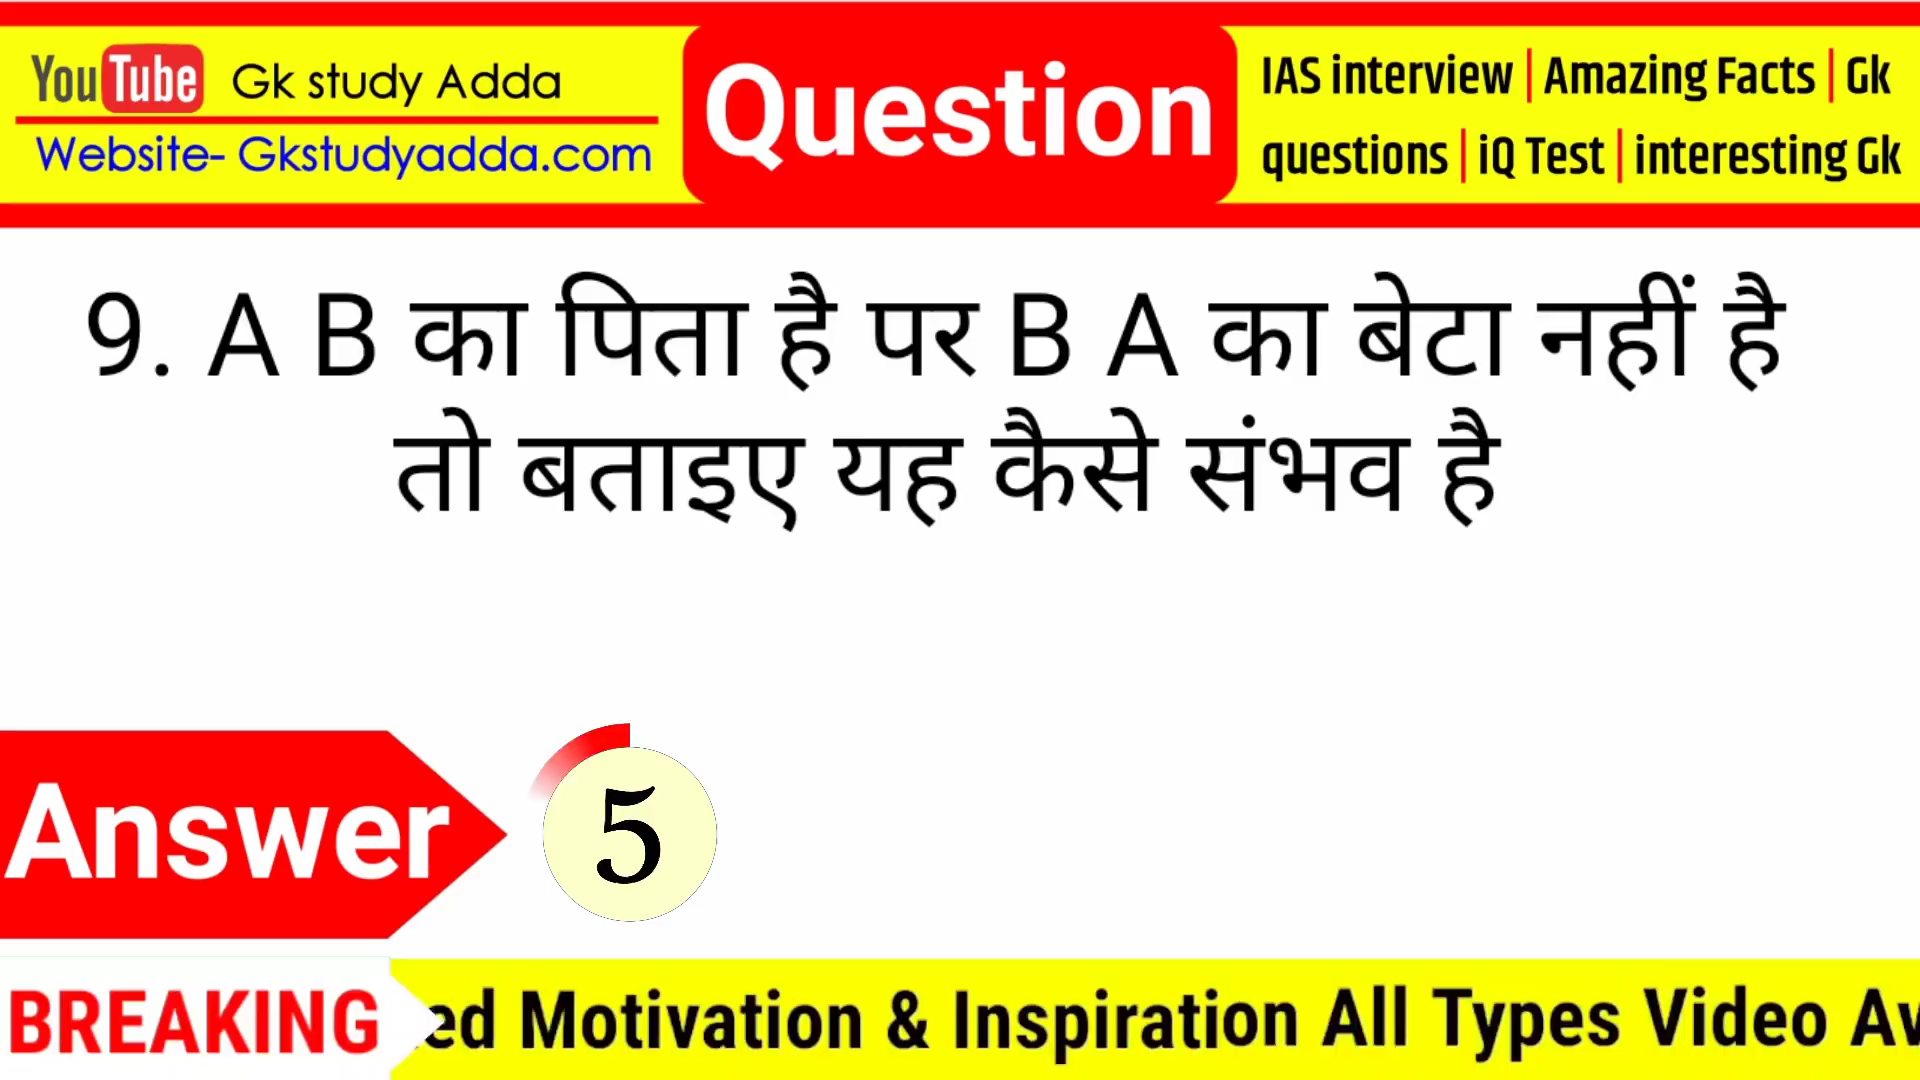 YouTube Gk study Adda
Website- Gkstudyadda.com
Question
IAS interview | Amazing Facts | Gk
questions | iQ Test | interesting Gk
9. A B का पिता है पर B A का बेटा नहीं है
तो बताइए यह कैसे संभव है
Answer
5
BREAKING
Motivation & Inspiration All Types Video